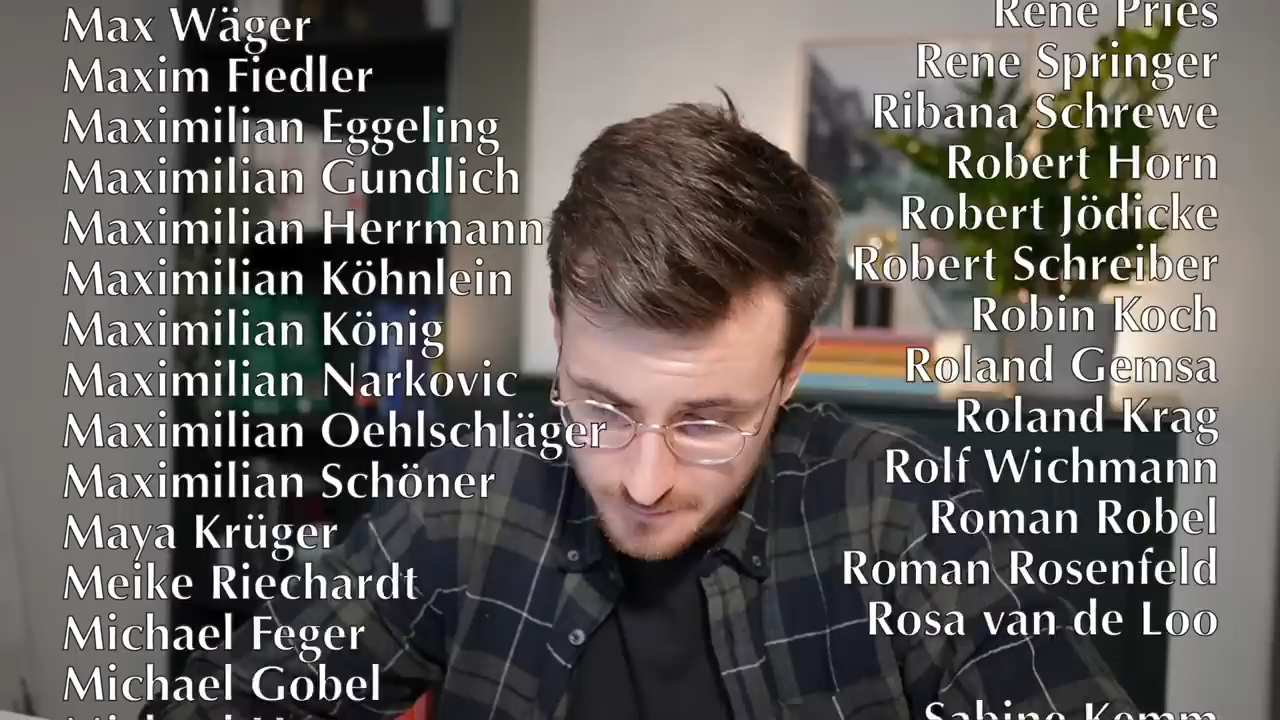 Max Wäger
Maxim Fiedler
Maximilian Eggeling
Maximilian Gundlich
Maximilian Herrmann
Maximilian Köhnlein
Maximilian König
Maximilian Narkovic
Maximilian Oehlschläger
Maximilian Schöner
Maya Krüger
Meike Riechardt
Michael Feger
Michael Gobel
Rene Pries
Rene Springer
Ribana Schrewe
Robert Horn
Robert Jödicke
Robert Schreiber
Robin Koch
Roland Gemsa
Roland Krag
Rolf Wichmann
Roman Robel
Roman Rosenfeld
Rosa van de Loo
Sabine Kemm